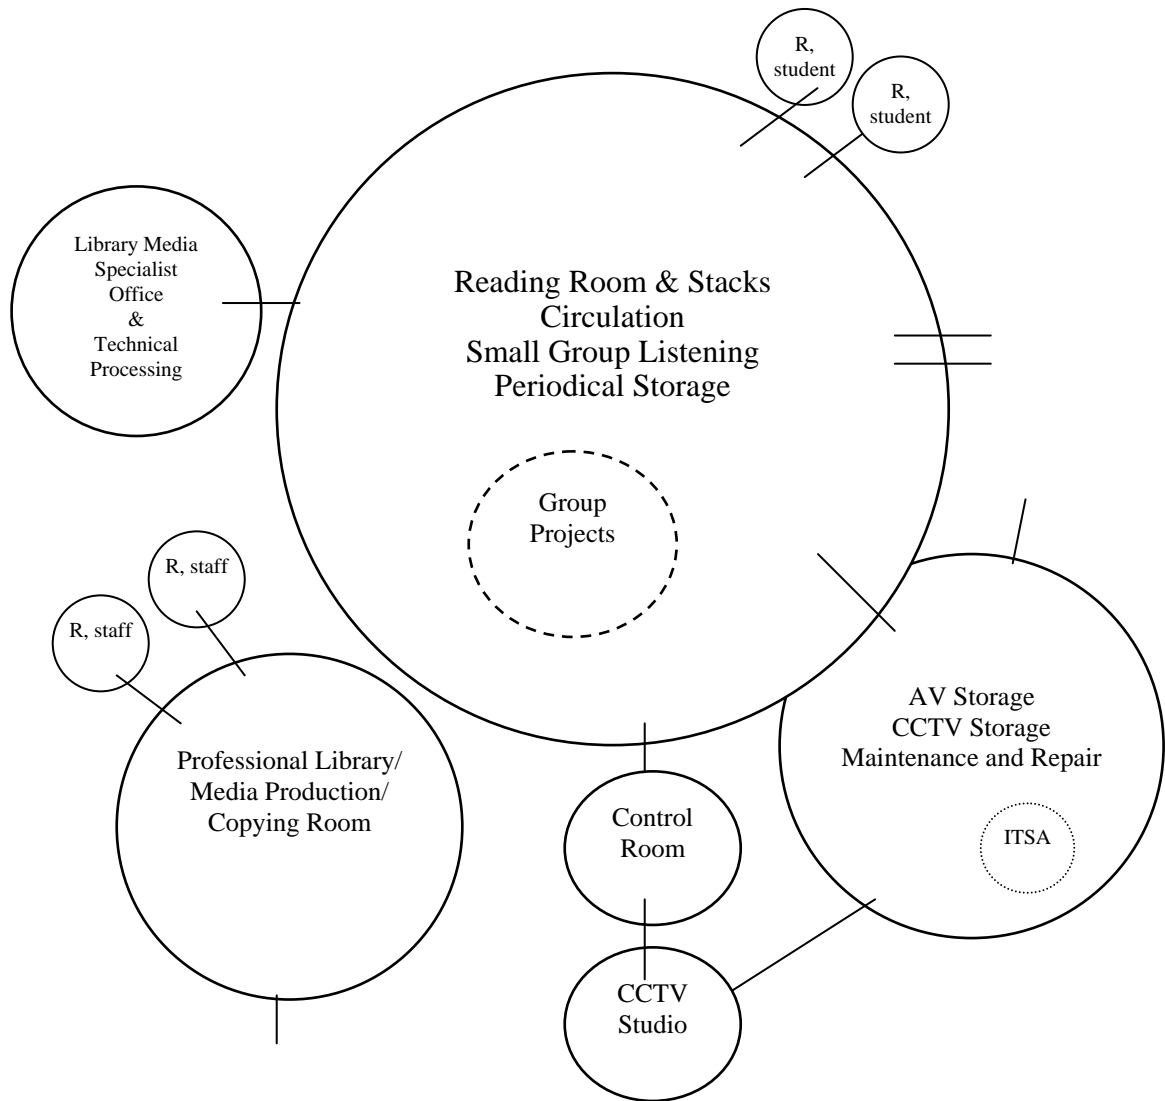 R,
student
R,
student
Library Media
Specialist
Office
&
Technical
Processing
Reading Room & Stacks
Circulation
Small Group Listening
Periodical Storage
Group
Projects
R, staff
R, staff
Professional Library/
Media Production/
Copying Room
Control
Room
CCTV
Studio
AV Storage
CCTV Storage
Maintenance and Repair
ITSA